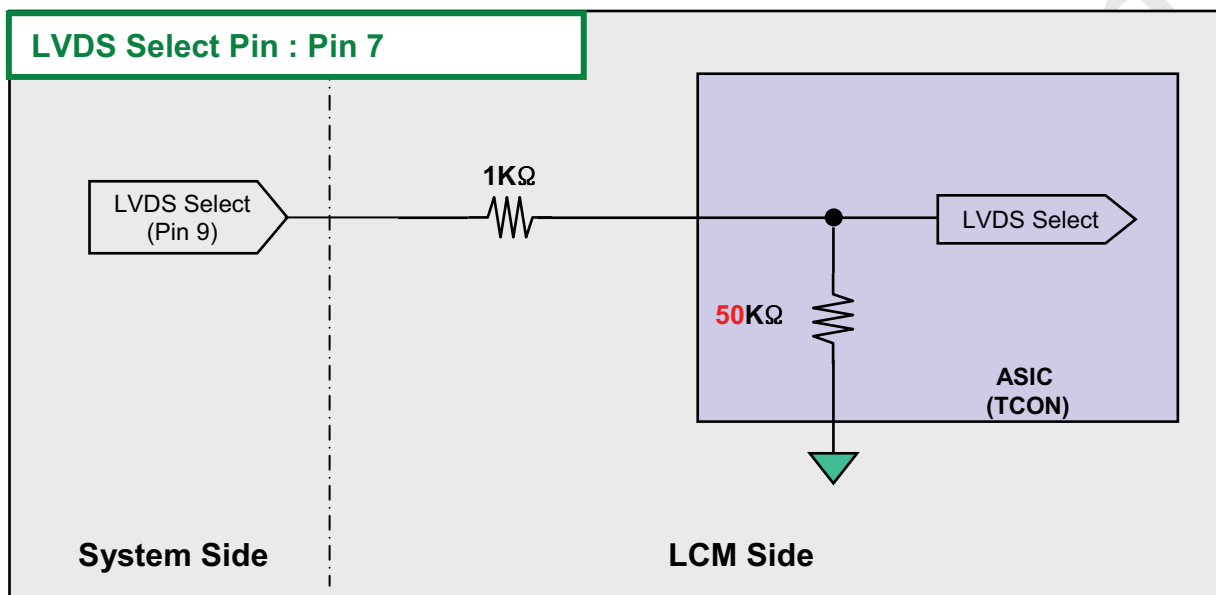 LVDS Select Pin : Pin 7
1KΩ
LVDS Select
(Pin 9)
LVDS Select
50KΩ
ASIC
(TCON)
System Side
LCM Side